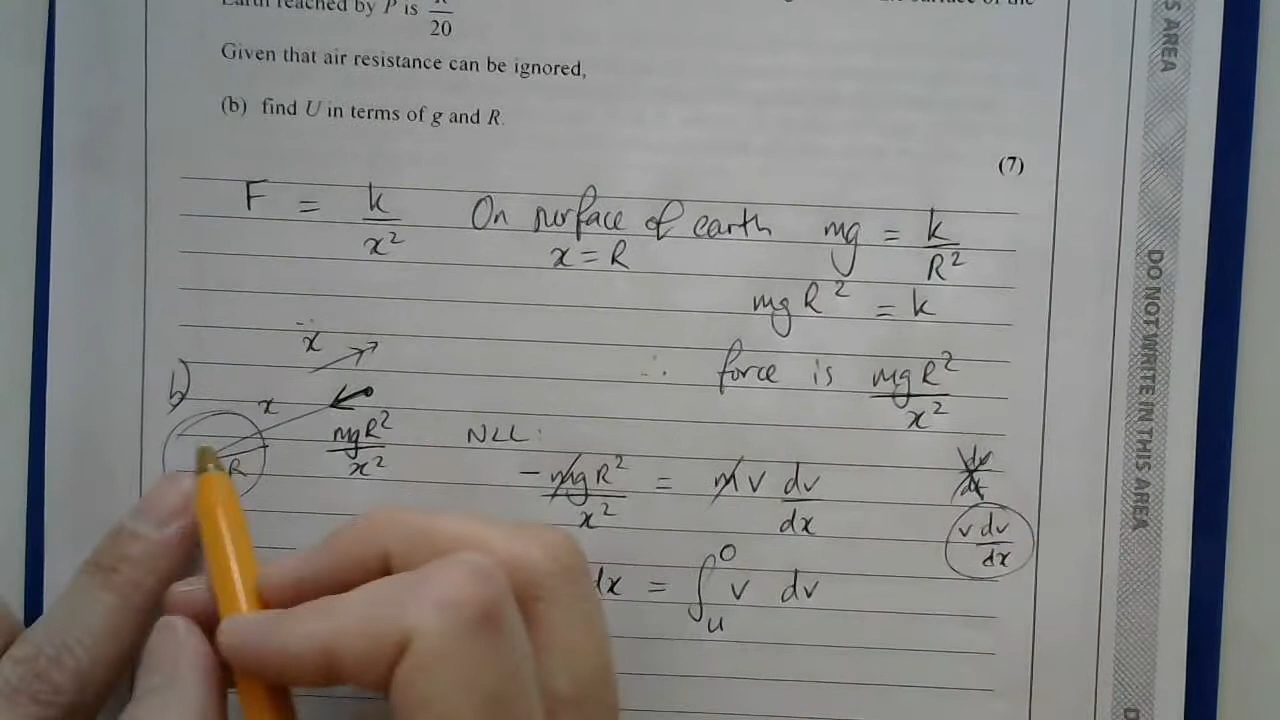 Earth reached by P is R/20
Given that air resistance can be ignored,
(b) find U in terms of g and R.
(7)
F = k/x² On surface of earth mg = k/R²
x = R
mgR² = k
ẍ
∴ force is mgR²/x²
b)
x
R
mgR²/x²
N2L:
-mgR²/x² = mv dv/dx
dv/dt
v dv/dx
dx = ∫ᵤ⁰ v dv
S AREA
DO NOT WRITE IN THIS AREA
D